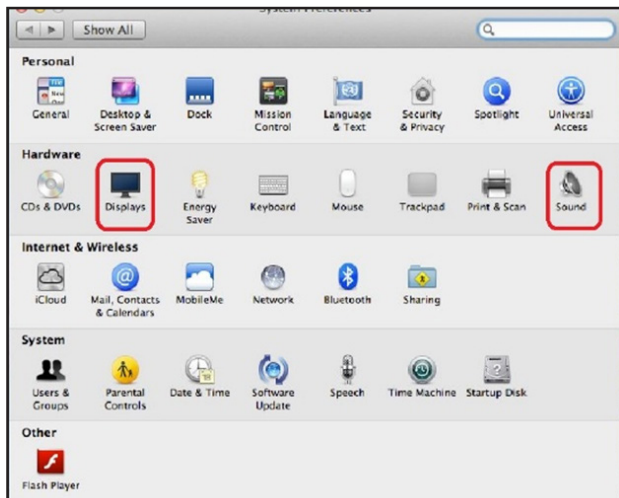 System Preferences
Show All
Personal
General
Desktop & Screen Saver
Dock
Mission Control
Language & Text
Security & Privacy
Spotlight
Universal Access
Hardware
CDs & DVDs
Displays
Energy Saver
Keyboard
Mouse
Trackpad
Print & Scan
Sound
Internet & Wireless
iCloud
Mail, Contacts & Calendars
MobileMe
Network
Bluetooth
Sharing
System
Users & Groups
Parental Controls
Date & Time
Software Update
Speech
Time Machine
Startup Disk
Other
Flash Player